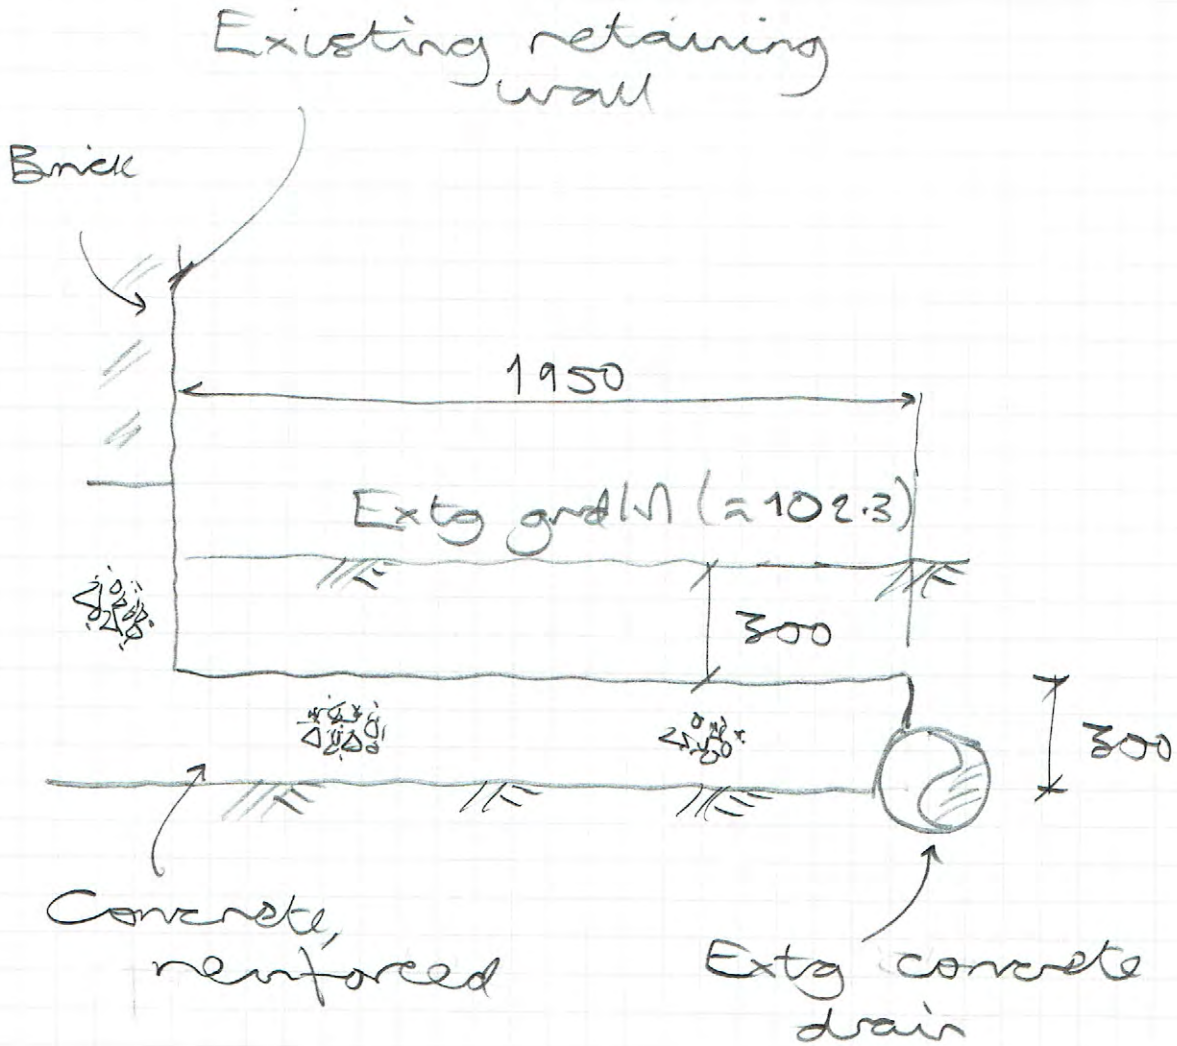 Existing retaining
wall
Brick
1950
Extg grd lvl (≈102.3)
300
300
Concrete,
reinforced
Extg concrete
drain